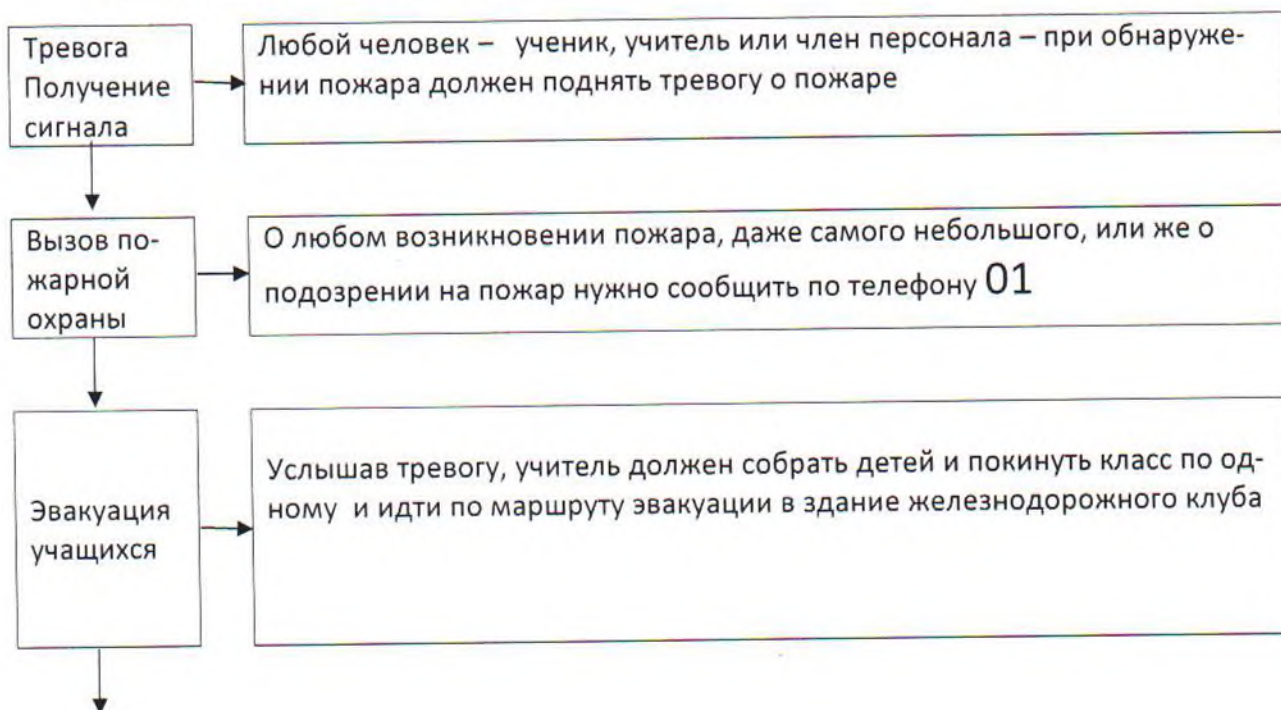 Тревога
Получение
сигнала
Любой человек – ученик, учитель или член персонала – при обнаруже-
нии пожара должен поднять тревогу о пожаре
Вызов по-
жарной
охраны
О любом возникновении пожара, даже самого небольшого, или же о
подозрении на пожар нужно сообщить по телефону 01
Эвакуация
учащихся
Услышав тревогу, учитель должен собрать детей и покинуть класс по од-
ному и идти по маршруту эвакуации в здание железнодорожного клуба